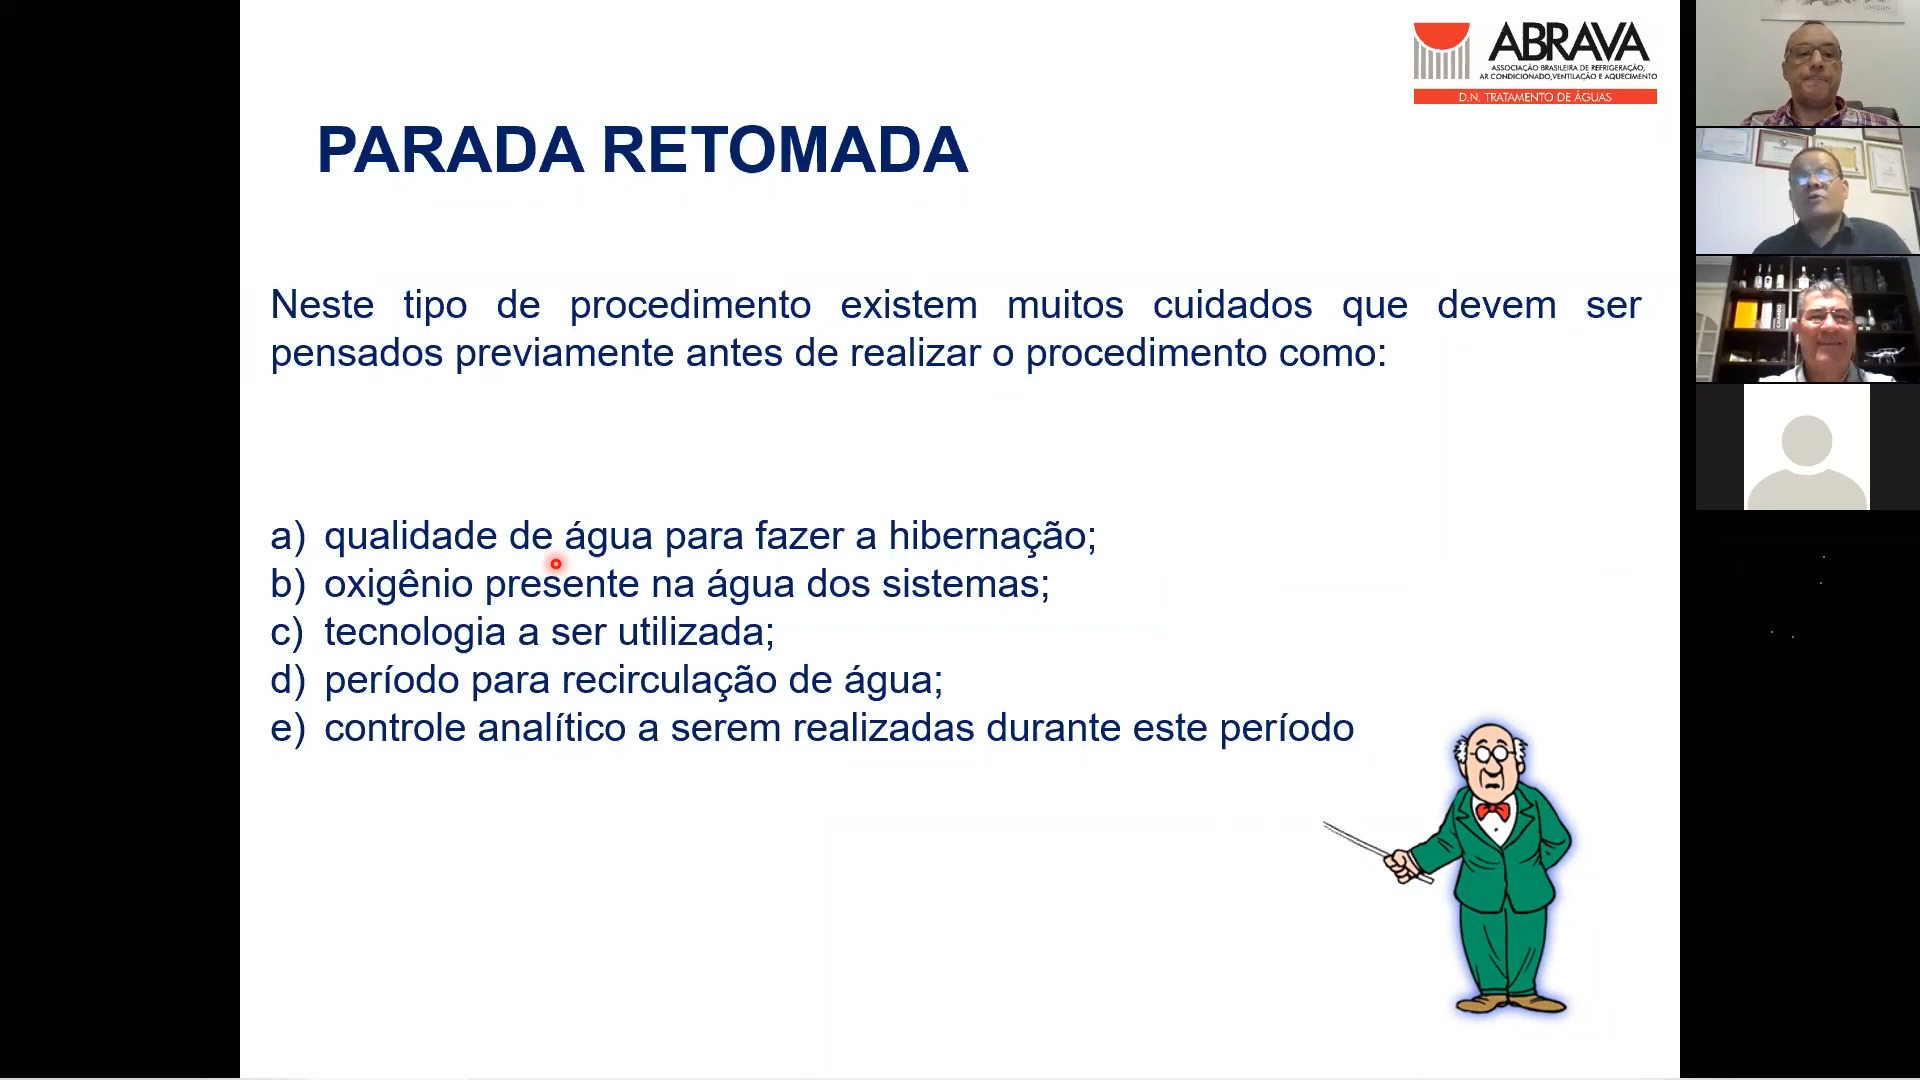 ABRAVA
ASSOCIAÇÃO BRASILEIRA DE REFRIGERAÇÃO,
AR CONDICIONADO, VENTILAÇÃO E AQUECIMENTO
D.N. TRATAMENTO DE ÁGUAS
PARADA RETOMADA
Neste tipo de procedimento existem muitos cuidados que devem ser
pensados previamente antes de realizar o procedimento como:
a) qualidade de água para fazer a hibernação;
b) oxigênio presente na água dos sistemas;
c) tecnologia a ser utilizada;
d) período para recirculação de água;
e) controle analítico a serem realizadas durante este período
LONDON